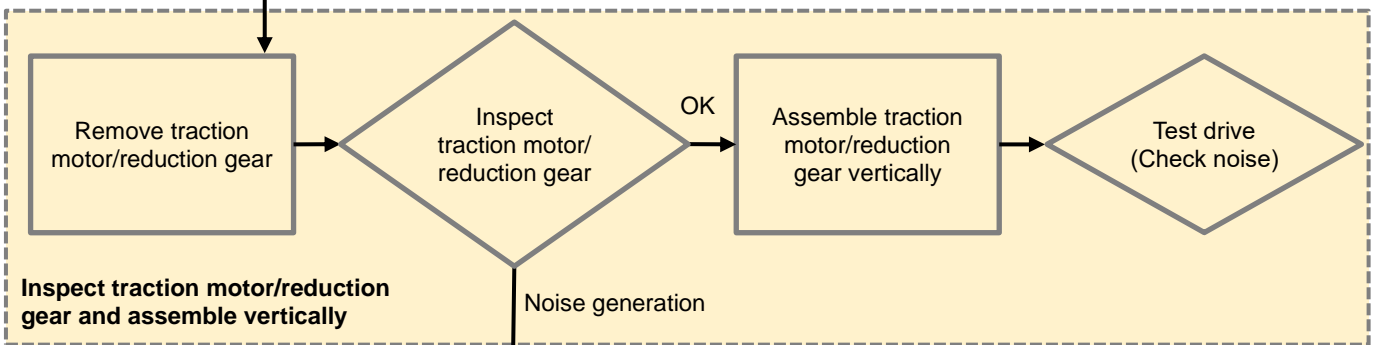 Remove traction
motor/reduction gear
Inspect
traction motor/
reduction gear
OK
Assemble traction
motor/reduction
gear vertically
Test drive
(Check noise)
Inspect traction motor/reduction
gear and assemble vertically
Noise generation